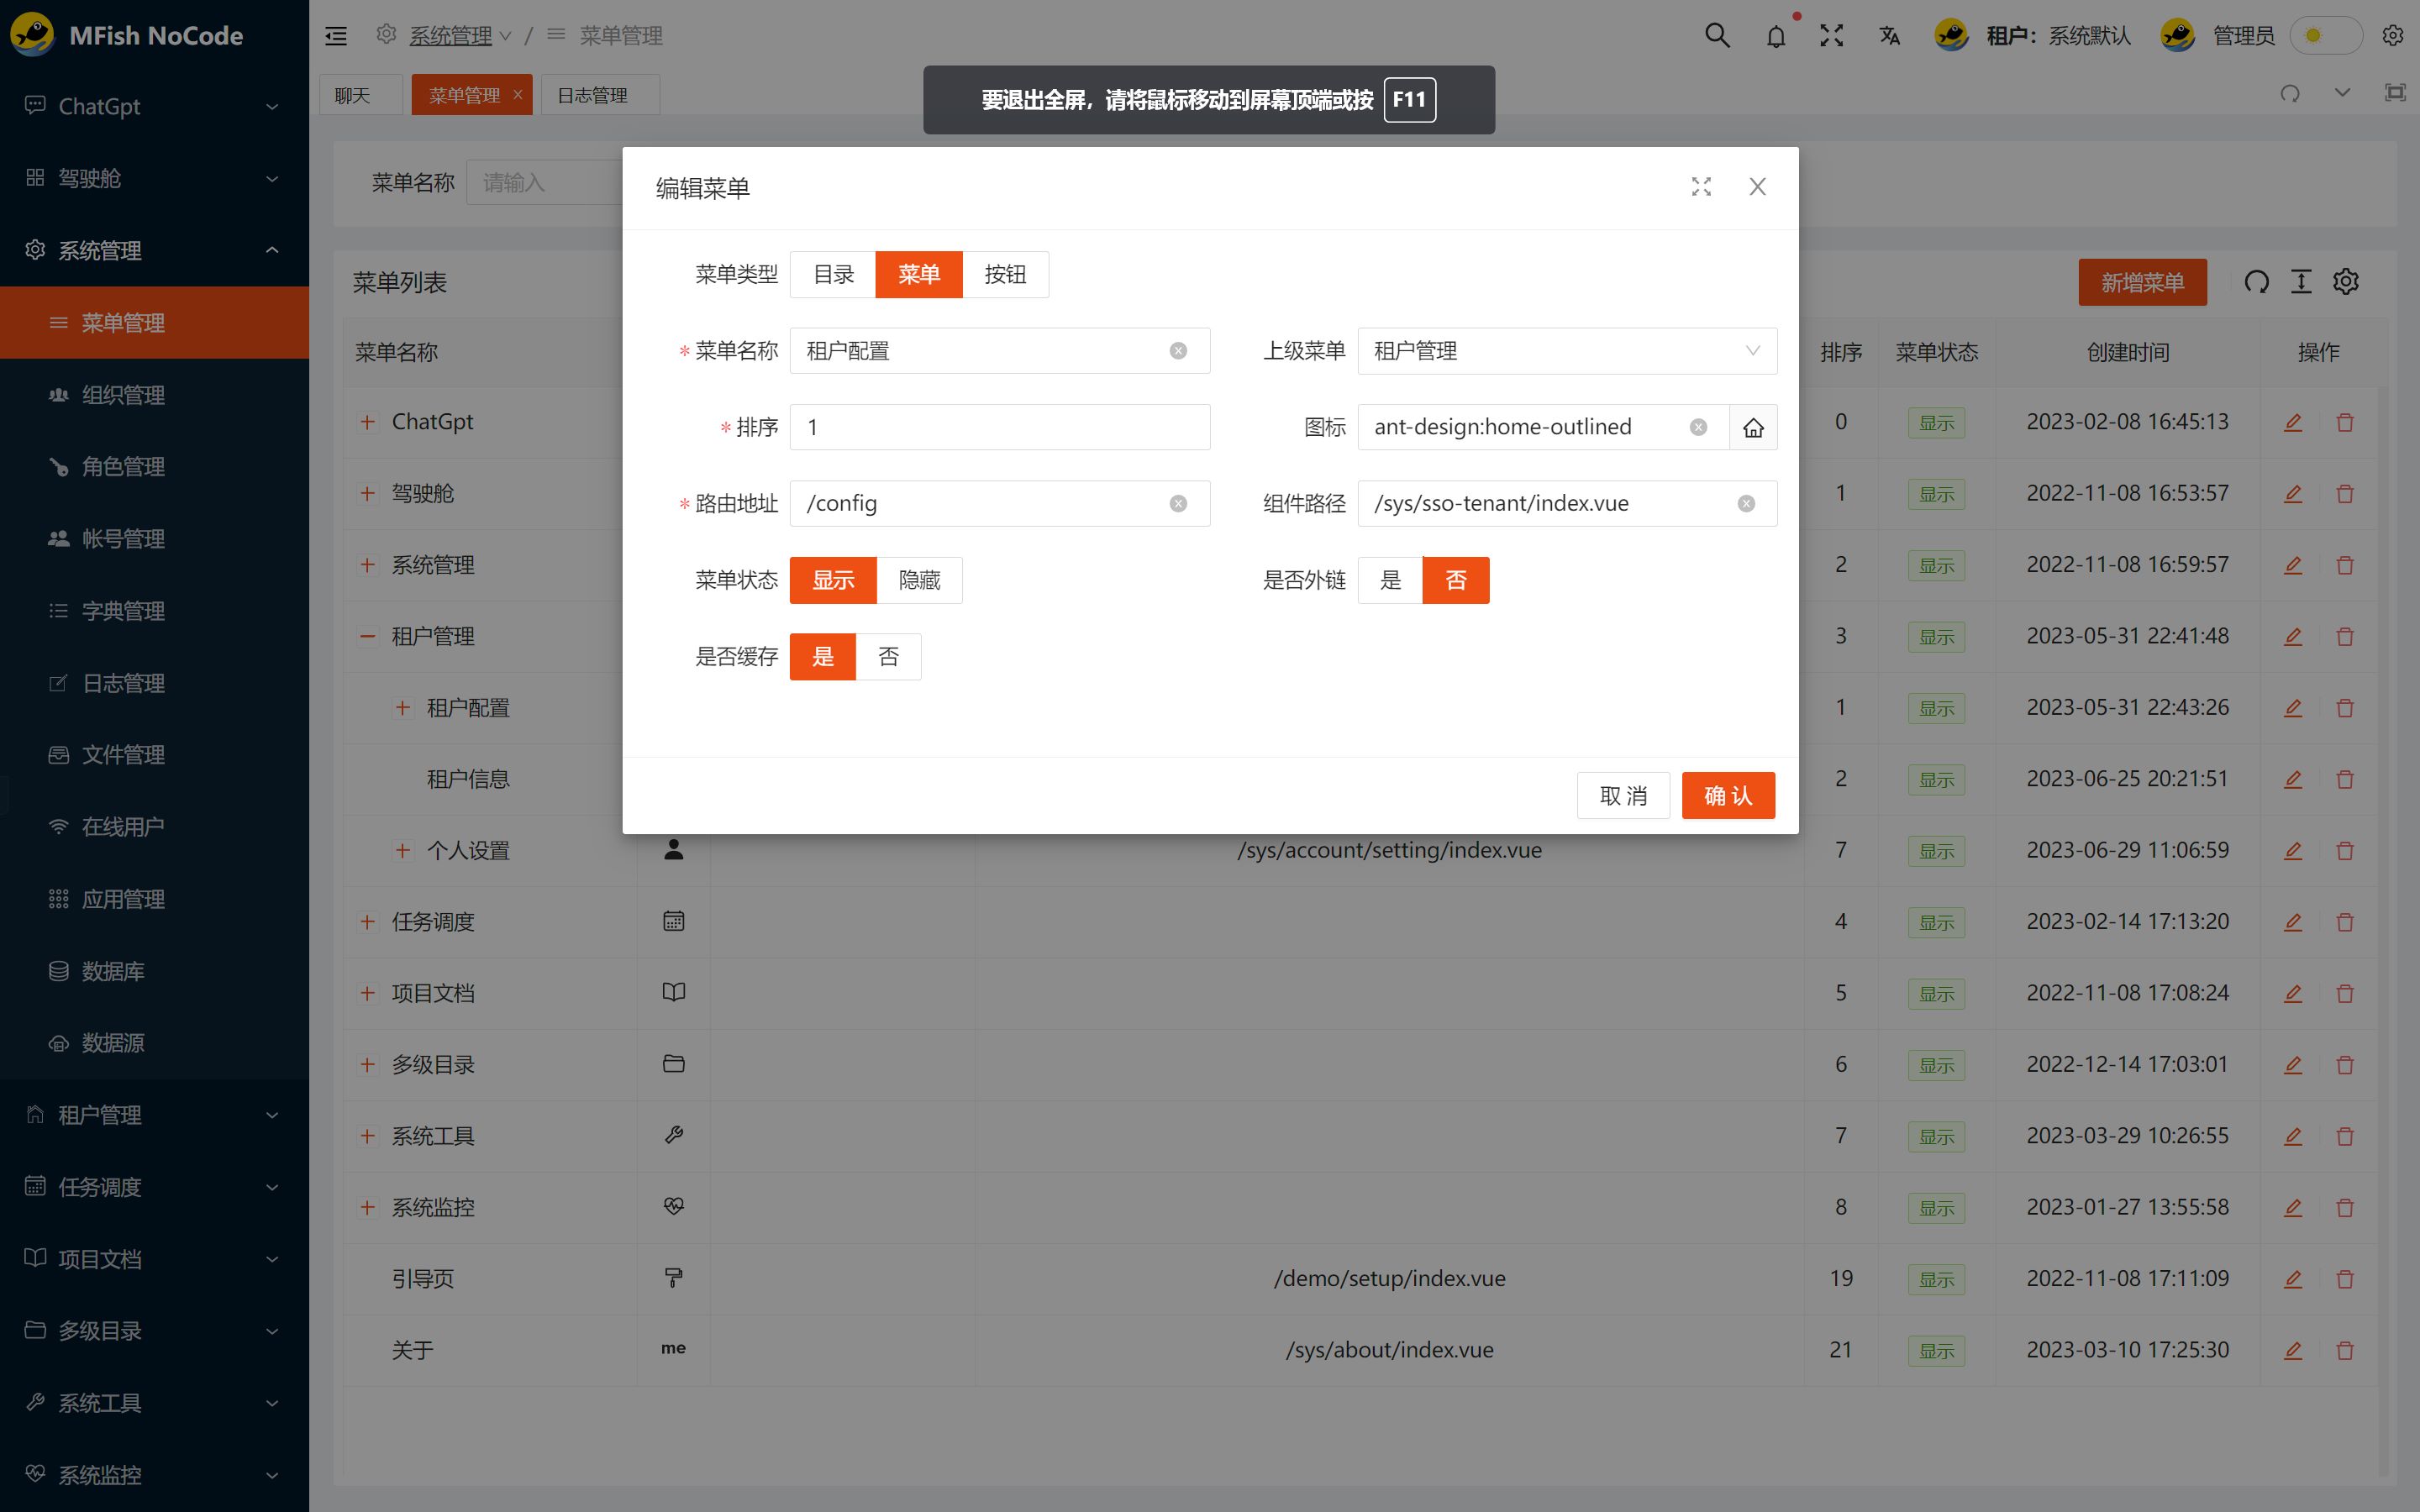 MFish NoCode
系统管理 / 菜单管理
租户：系统默认
管理员
聊天
菜单管理
日志管理
要退出全屏，请将鼠标移动到屏幕顶端或按 F11
ChatGpt
驾驶舱
系统管理
菜单管理
组织管理
角色管理
帐号管理
字典管理
日志管理
文件管理
在线用户
应用管理
数据库
数据源
租户管理
任务调度
项目文档
多级目录
系统工具
系统监控
菜单名称 请输入
菜单列表
新增菜单
菜单名称 排序 菜单状态 创建时间 操作
ChatGpt 0 显示 2023-02-08 16:45:13
驾驶舱 1 显示 2022-11-08 16:53:57
系统管理 2 显示 2022-11-08 16:59:57
租户管理 3 显示 2023-05-31 22:41:48
租户配置 1 显示 2023-05-31 22:43:26
租户信息 2 显示 2023-06-25 20:21:51
个人设置 /sys/account/setting/index.vue 7 显示 2023-06-29 11:06:59
任务调度 4 显示 2023-02-14 17:13:20
项目文档 5 显示 2022-11-08 17:08:24
多级目录 6 显示 2022-12-14 17:03:01
系统工具 7 显示 2023-03-29 10:26:55
系统监控 8 显示 2023-01-27 13:55:58
引导页 /demo/setup/index.vue 19 显示 2022-11-08 17:11:09
关于 me /sys/about/index.vue 21 显示 2023-03-10 17:25:30
编辑菜单
菜单类型 目录 菜单 按钮
* 菜单名称 租户配置 上级菜单 租户管理
* 排序 1 图标 ant-design:home-outlined
* 路由地址 /config 组件路径 /sys/sso-tenant/index.vue
菜单状态 显示 隐藏 是否外链 是 否
是否缓存 是 否
取 消 确 认